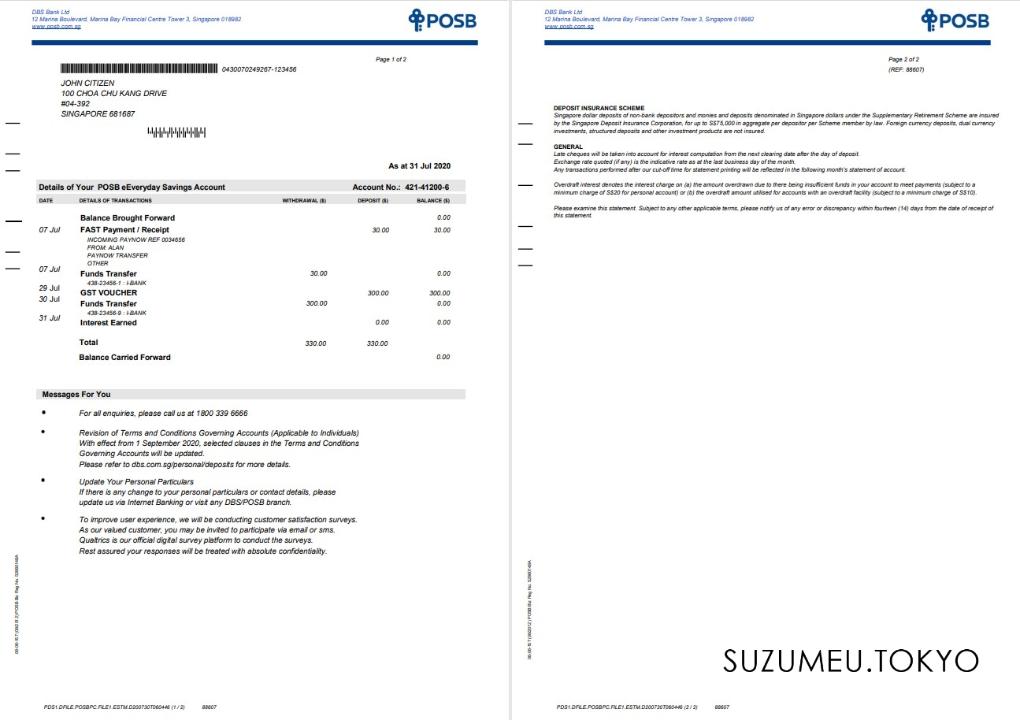 DBS Bank Ltd
12 Marina Boulevard, Marina Bay Financial Centre Tower 3, Singapore 018982
www.posb.com.sg
POSB
Page 1 of 2
0430070249267-123456
JOHN CITIZEN
100 CHOA CHU KANG DRIVE
#04-392
SINGAPORE 681687
As at 31 Jul 2020
Details of Your POSB eEveryday Savings Account Account No.: 421-41200-6
DATE DETAILS OF TRANSACTIONS WITHDRAWAL ($) DEPOSIT ($) BALANCE ($)
Balance Brought Forward 0.00
07 Jul FAST Payment / Receipt 30.00 30.00
INCOMING PAYNOW REF 0034656
FROM: ALAN
PAYNOW TRANSFER
OTHER
07 Jul Funds Transfer 30.00 0.00
438-23456-1 : I-BANK
29 Jul GST VOUCHER 300.00 300.00
30 Jul Funds Transfer 300.00 0.00
438-23456-9 : I-BANK
31 Jul Interest Earned 0.00 0.00
Total 330.00 330.00
Balance Carried Forward 0.00
Messages For You
• For all enquiries, please call us at 1800 339 6666
• Revision of Terms and Conditions Governing Accounts (Applicable to Individuals)
With effect from 1 September 2020, selected clauses in the Terms and Conditions
Governing Accounts will be updated.
Please refer to dbs.com.sg/personal/deposits for more details.
• Update Your Personal Particulars
If there is any change to your personal particulars or contact details, please
update us via Internet Banking or visit any DBS/POSB branch.
• To improve user experience, we will be conducting customer satisfaction surveys.
As our valued customer, you may be invited to participate via email or sms.
Qualtrics is our official digital survey platform to conduct the surveys.
Rest assured your responses will be treated with absolute confidentiality.
PDS1.DFILE.POSBPC.FILE1.ESTM.D200730T060446 (1 / 2) 88607
DBS Bank Ltd
12 Marina Boulevard, Marina Bay Financial Centre Tower 3, Singapore 018982
www.posb.com.sg
POSB
Page 2 of 2
(REF: 88607)
DEPOSIT INSURANCE SCHEME
Singapore dollar deposits of non-bank depositors and monies and deposits denominated in Singapore dollars under the Supplementary Retirement Scheme are insured
by the Singapore Deposit Insurance Corporation, for up to S$75,000 in aggregate per depositor per Scheme member by law. Foreign currency deposits, dual currency
investments, structured deposits and other investment products are not insured.
GENERAL
Late cheques will be taken into account for interest computation from the next clearing date after the day of deposit.
Exchange rate quoted (if any) is the indicative rate as at the last business day of the month.
Any transactions performed after our cut-off time for statement printing will be reflected in the following month's statement of account.
Overdraft interest denotes the interest charge on (a) the amount overdrawn due to there being insufficient funds in your account to meet payments (subject to a
minimum charge of S$20 for personal account) or (b) the overdraft amount utilised for accounts with an overdraft facility (subject to a minimum charge of S$10).
Please examine this statement. Subject to any other applicable terms, please notify us of any error or discrepancy within fourteen (14) days from the date of receipt of
this statement.
SUZUMEU.TOKYO
PDS1.DFILE.POSBPC.FILE1.ESTM.D200730T060446 (2 / 2) 88607